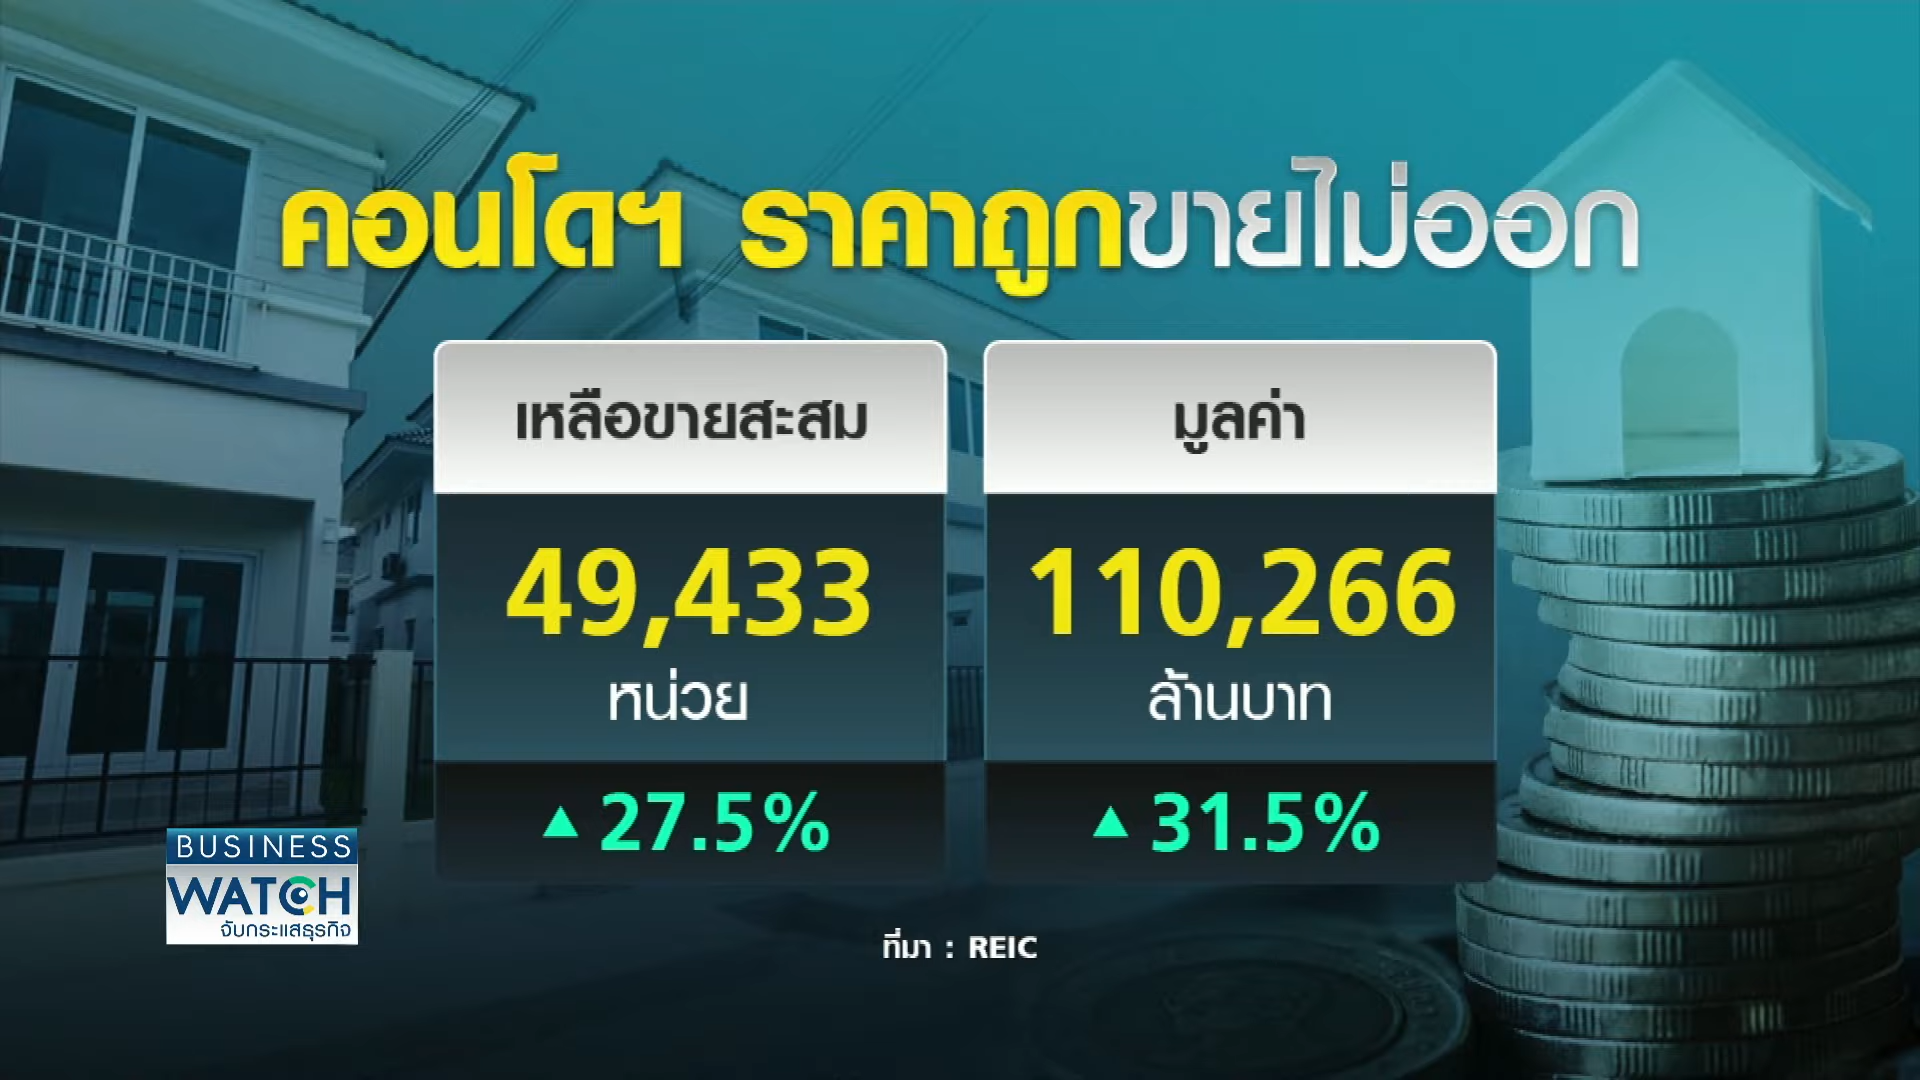 คอนโดฯ ราคาถูกขายไม่ออก
เหลือขายสะสม
49,433
หน่วย
▲ 27.5%
มูลค่า
110,266
ล้านบาท
▲ 31.5%
BUSINESS
WATCH
จับกระแสธุรกิจ
ที่มา : REIC